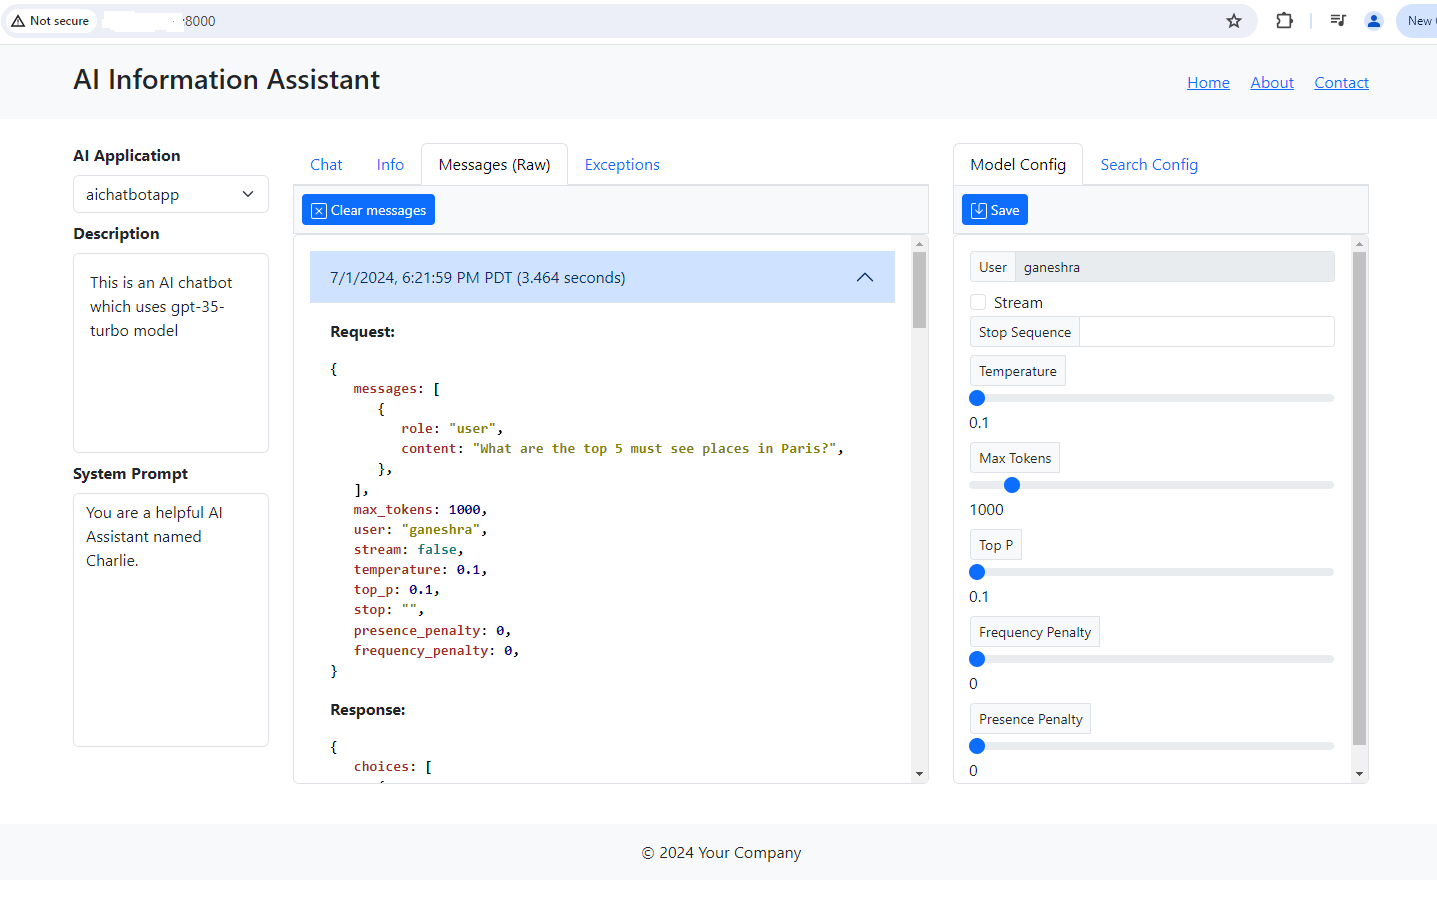 Not secure
:8000
New
AI Information Assistant
Home About Contact
AI Application
aichatbotapp
Description
This is an AI chatbot
which uses gpt-35-
turbo model
System Prompt
You are a helpful AI
Assistant named
Charlie.
Chat Info Messages (Raw) Exceptions
Clear messages
7/1/2024, 6:21:59 PM PDT (3.464 seconds)
Request:
{
messages: [
{
role: "user",
content: "What are the top 5 must see places in Paris?",
},
],
max_tokens: 1000,
user: "ganeshra",
stream: false,
temperature: 0.1,
top_p: 0.1,
stop: "",
presence_penalty: 0,
frequency_penalty: 0,
}
Response:
{
choices: [
Model Config Search Config
Save
User ganeshra
Stream
Stop Sequence
Temperature
0.1
Max Tokens
1000
Top P
0.1
Frequency Penalty
0
Presence Penalty
0
© 2024 Your Company